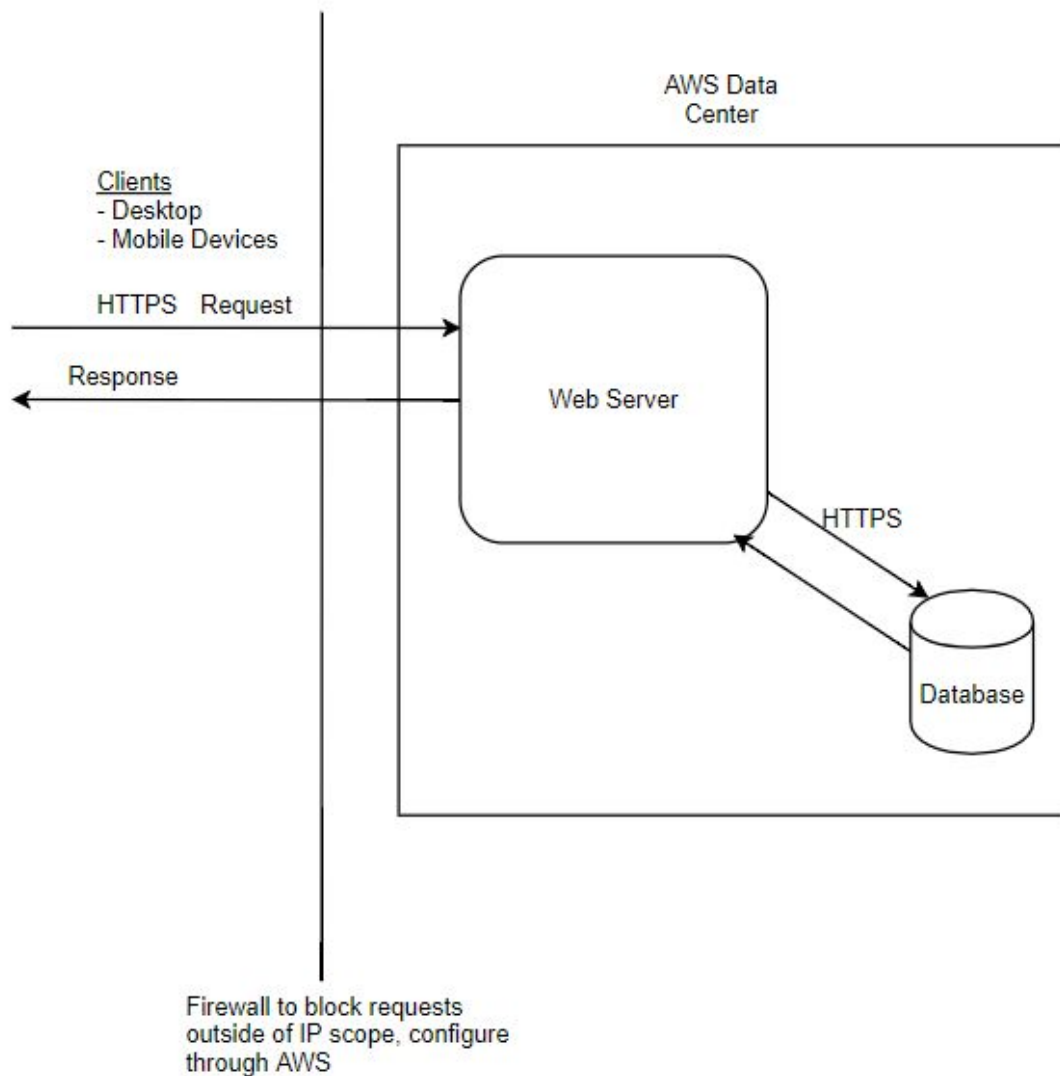 AWS Data
Center
Clients
- Desktop
- Mobile Devices
HTTPS Request
Response
Web Server
HTTPS
Database
Firewall to block requests
outside of IP scope, configure
through AWS